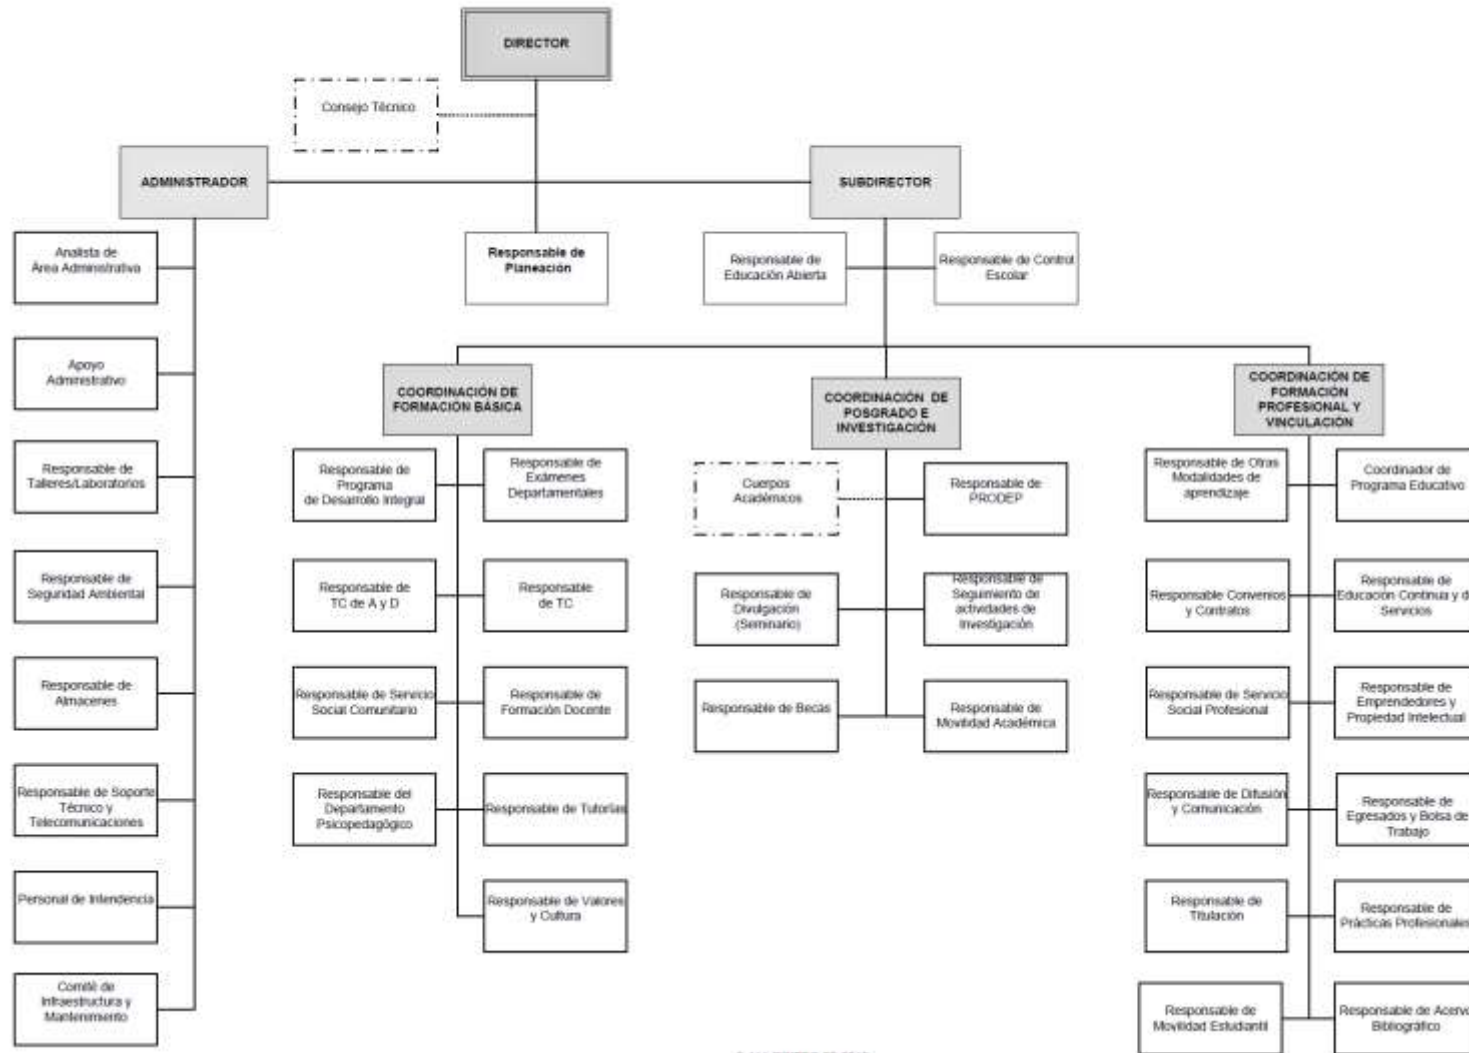 DIRECTOR
Consejo Técnico
ADMINISTRADOR
SUBDIRECTOR
Analista de
Área Administrativa
Responsable de
Planeación
Responsable de
Educación Abierta
Responsable de Control
Escolar
Apoyo
Administrativo
COORDINACIÓN DE
FORMACIÓN BÁSICA
COORDINACIÓN DE
POSGRADO E
INVESTIGACIÓN
COORDINACIÓN DE
FORMACIÓN
PROFESIONAL Y
VINCULACIÓN
Responsable de
Talleres/Laboratorios
Responsable de
Programa
de Desarrollo Integral
Responsable de
Exámenes
Departamentales
Cuerpos
Académicos
Responsable de
PRODEP
Responsable de Otras
Modalidades de
aprendizaje
Coordinador de
Programa Educativo
Responsable de
Seguridad Ambiental
Responsable de
TC de A y D
Responsable
de TC
Responsable de
Divulgación
(Seminario)
Responsable de
Seguimiento de
actividades de
Investigación
Responsable Convenios
y Contratos
Responsable de
Educación Continua y d
Servicios
Responsable de
Almacenes
Responsable de Servicio
Social Comunitario
Responsable de
Formación Docente
Responsable de Becas
Responsable de
Movilidad Académica
Responsable de Servicio
Social Profesional
Responsable de
Emprendedores y
Propiedad Intelectual
Responsable de Soporte
Técnico y
Telecomunicaciones
Responsable del
Departamento
Psicopedagógico
Responsable de Tutorías
Responsable de Difusión
y Comunicación
Responsable de
Egresados y Bolsa de
Trabajo
Personal de Intendencia
Responsable de Valores
y Cultura
Responsable de
Titulación
Responsable de
Prácticas Profesionales
Comité de
Infraestructura y
Mantenimiento
Responsable de
Movilidad Estudiantil
Responsable de Acervo
Bibliográfico